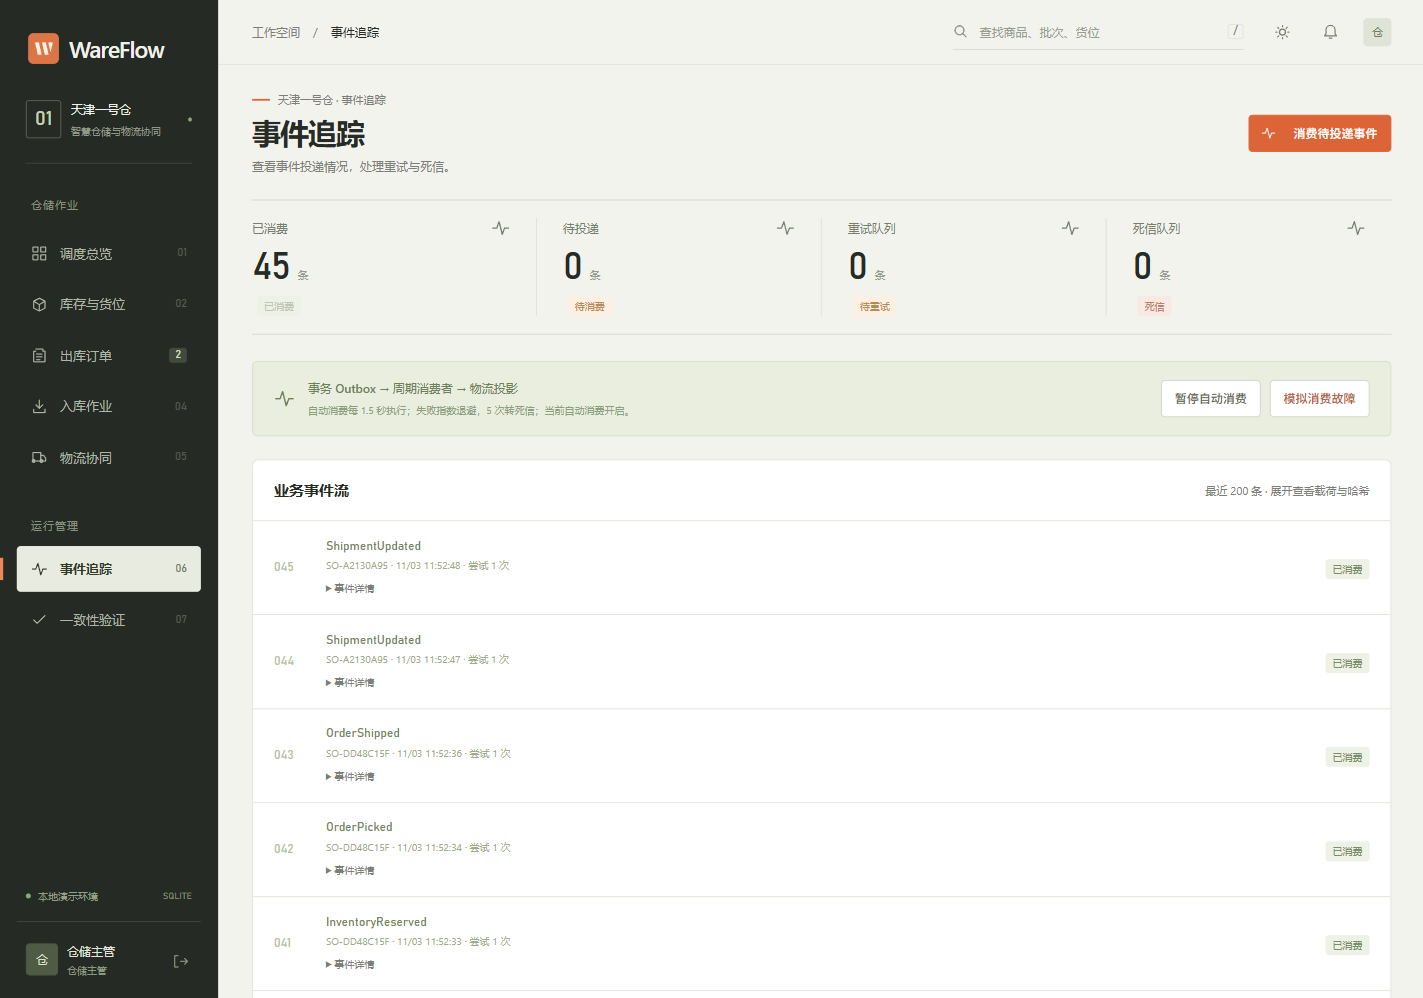 WareFlow
01
天津一号仓
智慧仓储与物流协同
仓储作业
调度总览 01
库存与货位 02
出库订单 2
入库作业 04
物流协同 05
运行管理
事件追踪 06
一致性验证 07
本地演示环境 SQLITE
仓 仓储主管
仓储主管
工作空间 / 事件追踪
查找商品、批次、货位 /
仓
天津一号仓 · 事件追踪
事件追踪
查看事件投递情况，处理重试与死信。
消费待投递事件
已消费
45 条
已消费
待投递
0 条
待消费
重试队列
0 条
待重试
死信队列
0 条
死信
事务 Outbox → 周期消费者 → 物流投影
自动消费每 1.5 秒执行；失败指数退避，5 次转死信；当前自动消费开启。
暂停自动消费
模拟消费故障
业务事件流
最近 200 条 · 展开查看载荷与哈希
045
ShipmentUpdated
SO-A2130A95 · 11/03 11:52:48 · 尝试 1 次
▶ 事件详情
已消费
044
ShipmentUpdated
SO-A2130A95 · 11/03 11:52:47 · 尝试 1 次
▶ 事件详情
已消费
043
OrderShipped
SO-DD48C15F · 11/03 11:52:36 · 尝试 1 次
▶ 事件详情
已消费
042
OrderPicked
SO-DD48C15F · 11/03 11:52:34 · 尝试 1 次
▶ 事件详情
已消费
041
InventoryReserved
SO-DD48C15F · 11/03 11:52:33 · 尝试 1 次
▶ 事件详情
已消费